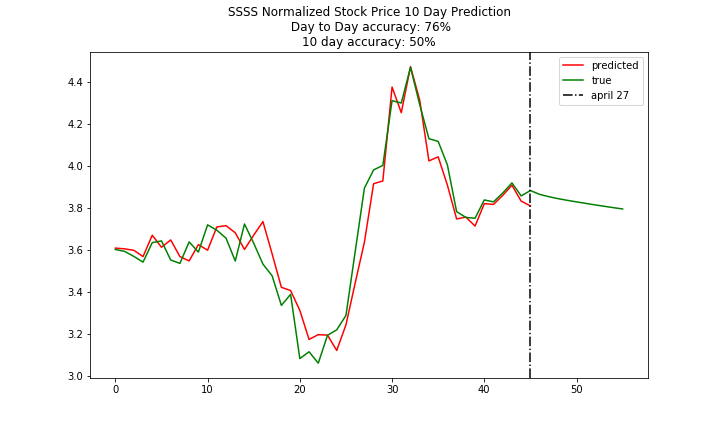 SSSS Normalized Stock Price 10 Day Prediction
Day to Day accuracy: 76%
10 day accuracy: 50%
predicted
true
april 27
4.4
4.2
4.0
3.8
3.6
3.4
3.2
3.0
0 10 20 30 40 50